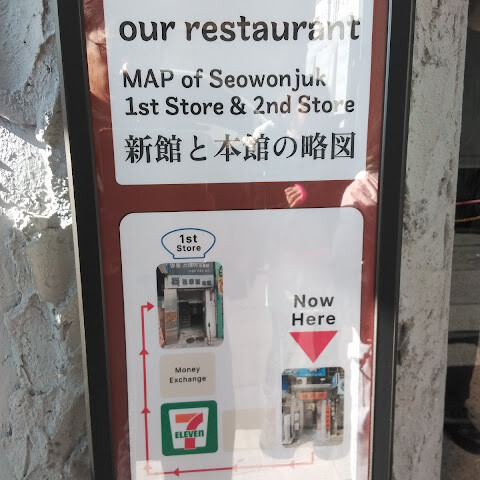 our restaurant
MAP of Seowonjuk
1st Store & 2nd Store
新館と本館の略図
1st
Store
Now
Here
Money
Exchange
7
ELEVEN